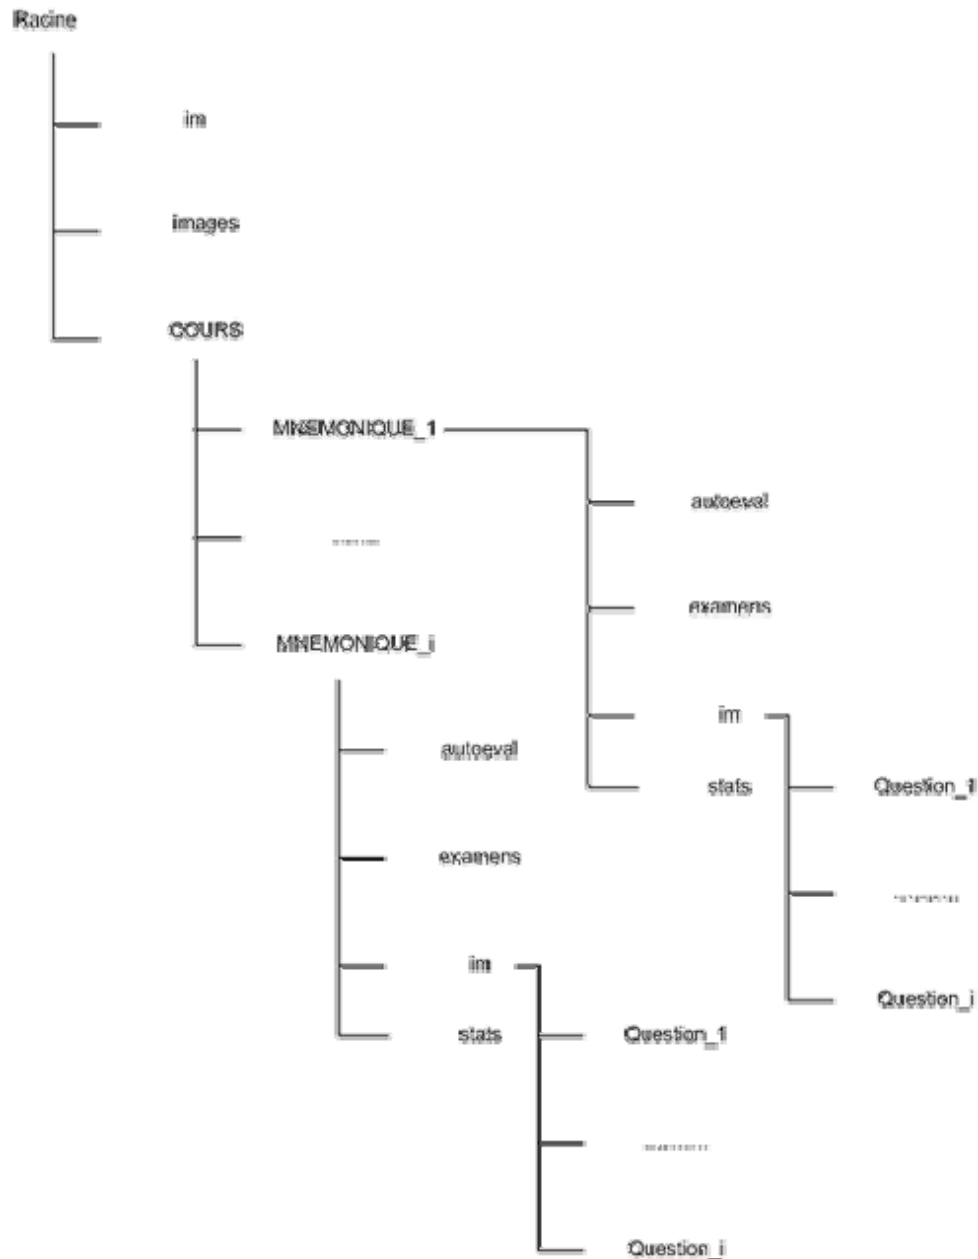 Racine
im
images
COURS
MNEMONIQUE_1
autoeval
examens
im
stats
Question_1
..........
Question_i
..........
MNEMONIQUE_i
autoeval
examens
im
stats
Question_1
..........
Question_i